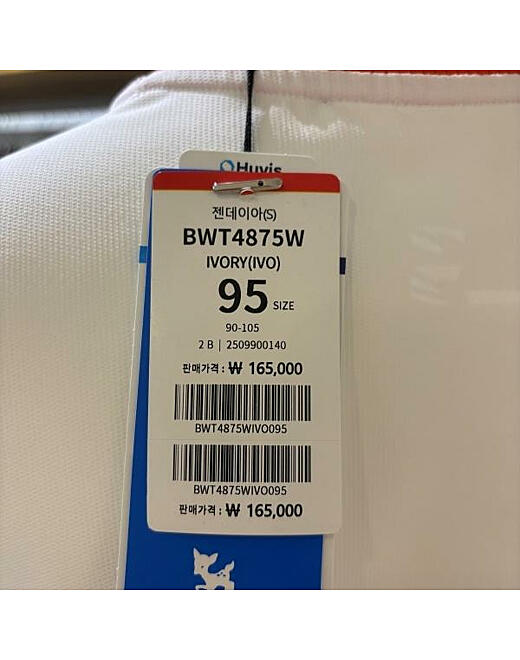 Huvis
젠데이아(S)
BWT4875W
IVORY(IVO)
95 SIZE
90-105
2 B | 2509900140
판매가격 : ₩ 165,000
BWT4875WIVO095
BWT4875WIVO095
판매가격 : ₩ 165,000